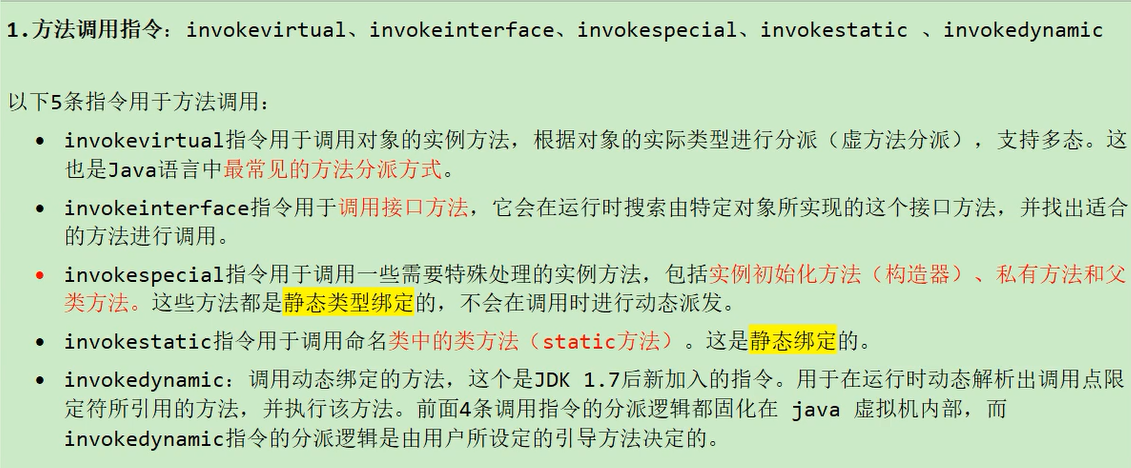 1.方法调用指令：invokevirtual、invokeinterface、invokespecial、invokestatic 、invokedynamic
以下5条指令用于方法调用：
• invokevirtual指令用于调用对象的实例方法，根据对象的实际类型进行分派（虚方法分派），支持多态。这
也是Java语言中最常见的方法分派方式。
• invokeinterface指令用于调用接口方法，它会在运行时搜索由特定对象所实现的这个接口方法，并找出适合
的方法进行调用。
• invokespecial指令用于调用一些需要特殊处理的实例方法，包括实例初始化方法（构造器）、私有方法和父
类方法。这些方法都是静态类型绑定的，不会在调用时进行动态派发。
• invokestatic指令用于调用命名类中的类方法（static方法）。这是静态绑定的。
• invokedynamic：调用动态绑定的方法，这个是JDK 1.7后新加入的指令。用于在运行时动态解析出调用点限
定符所引用的方法，并执行该方法。前面4条调用指令的分派逻辑都固化在 java 虚拟机内部，而
invokedynamic指令的分派逻辑是由用户所设定的引导方法决定的。